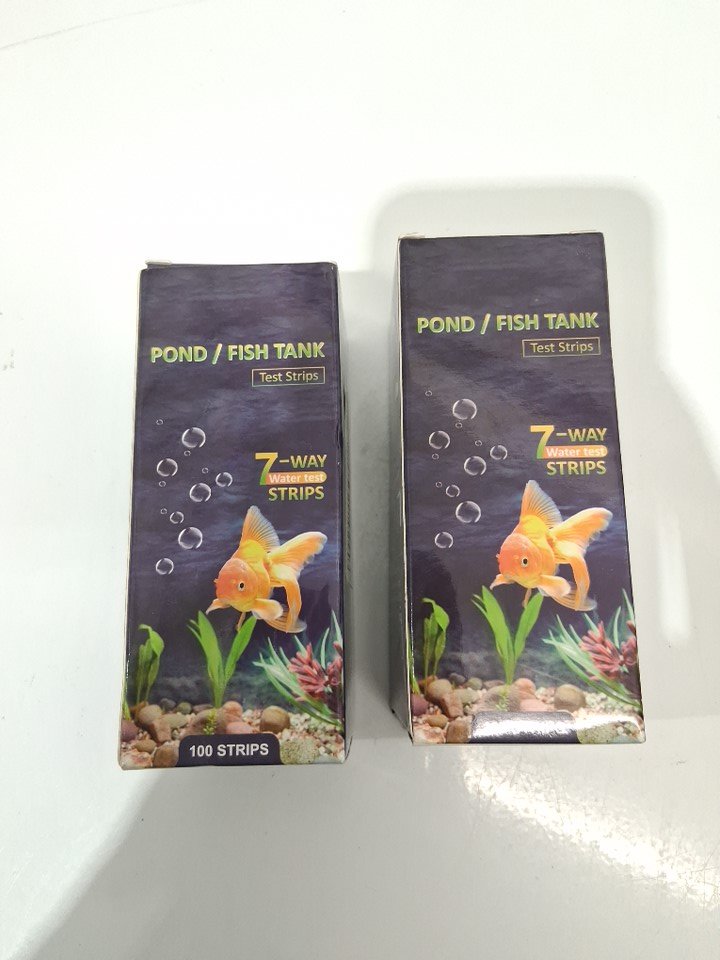 POND / FISH TANK
Test Strips
7-WAY
Water test
STRIPS
100 STRIPS
POND / FISH TANK
Test Strips
7-WAY
Water test
STRIPS